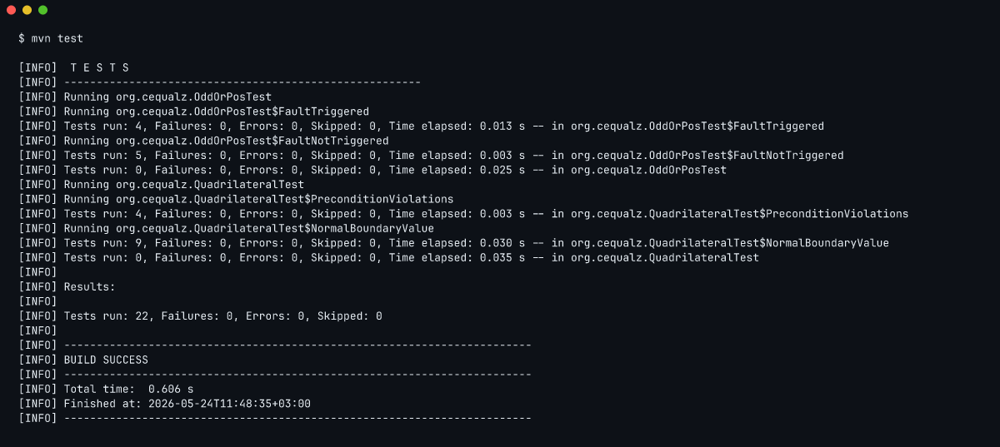 $ mvn test
[INFO]  T E S T S
[INFO] -------------------------------------------------------
[INFO] Running org.cequalz.OddOrPosTest
[INFO] Running org.cequalz.OddOrPosTest$FaultTriggered
[INFO] Tests run: 4, Failures: 0, Errors: 0, Skipped: 0, Time elapsed: 0.013 s -- in org.cequalz.OddOrPosTest$FaultTriggered
[INFO] Running org.cequalz.OddOrPosTest$FaultNotTriggered
[INFO] Tests run: 5, Failures: 0, Errors: 0, Skipped: 0, Time elapsed: 0.003 s -- in org.cequalz.OddOrPosTest$FaultNotTriggered
[INFO] Tests run: 0, Failures: 0, Errors: 0, Skipped: 0, Time elapsed: 0.025 s -- in org.cequalz.OddOrPosTest
[INFO] Running org.cequalz.QuadrilateralTest
[INFO] Running org.cequalz.QuadrilateralTest$PreconditionViolations
[INFO] Tests run: 4, Failures: 0, Errors: 0, Skipped: 0, Time elapsed: 0.003 s -- in org.cequalz.QuadrilateralTest$PreconditionViolations
[INFO] Running org.cequalz.QuadrilateralTest$NormalBoundaryValue
[INFO] Tests run: 9, Failures: 0, Errors: 0, Skipped: 0, Time elapsed: 0.030 s -- in org.cequalz.QuadrilateralTest$NormalBoundaryValue
[INFO] Tests run: 0, Failures: 0, Errors: 0, Skipped: 0, Time elapsed: 0.035 s -- in org.cequalz.QuadrilateralTest
[INFO]
[INFO] Results:
[INFO]
[INFO] Tests run: 22, Failures: 0, Errors: 0, Skipped: 0
[INFO]
[INFO] ------------------------------------------------------------------------
[INFO] BUILD SUCCESS
[INFO] ------------------------------------------------------------------------
[INFO] Total time:  0.606 s
[INFO] Finished at: 2026-05-24T11:48:35+03:00
[INFO] ------------------------------------------------------------------------